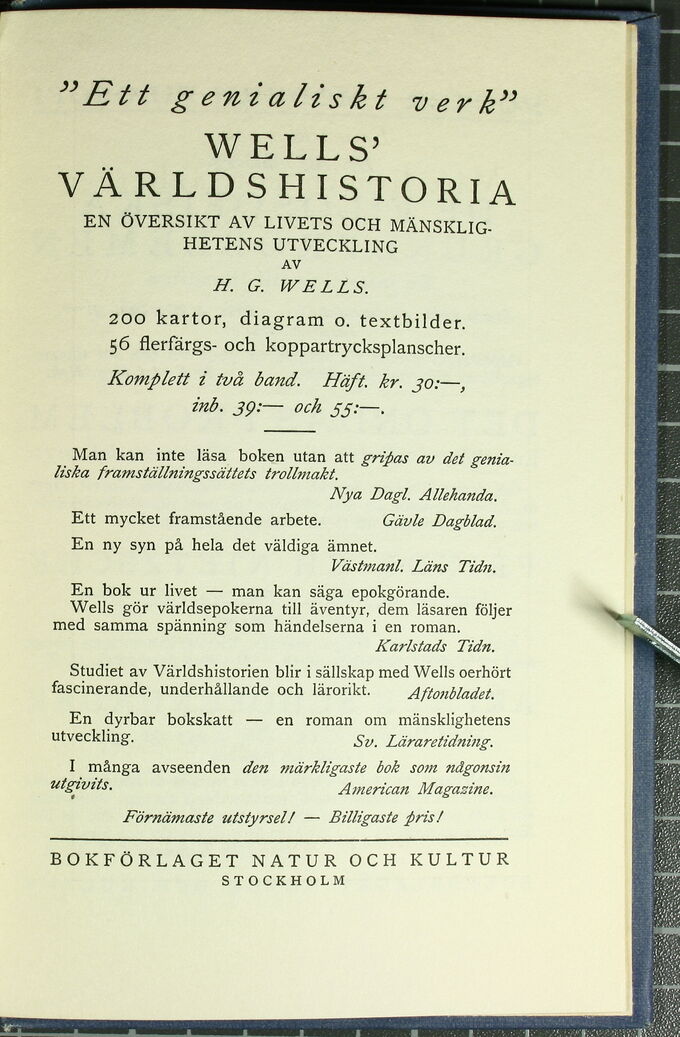 ”Ett genialiskt verk”
WELLS’
VÄRLDSHISTORIA
EN ÖVERSIKT AV LIVETS OCH MÄNSKLIG-
HETENS UTVECKLING
AV
H. G. WELLS.
200 kartor, diagram o. textbilder.
56 flerfärgs- och koppartrycksplanscher.
Komplett i två band. Häft. kr. 30:—,
inb. 39:— och 55:—.
Man kan inte läsa boken utan att gripas av det genia-
liska framställningssättets trollmakt.
Nya Dagl. Allehanda.
Ett mycket framstående arbete. Gävle Dagblad.
En ny syn på hela det väldiga ämnet.
Västmanl. Läns Tidn.
En bok ur livet — man kan säga epokgörande.
Wells gör världsepokerna till äventyr, dem läsaren följer
med samma spänning som händelserna i en roman.
Karlstads Tidn.
Studiet av Världshistorien blir i sällskap med Wells oerhört
fascinerande, underhållande och lärorikt. Aftonbladet.
En dyrbar bokskatt — en roman om mänsklighetens
utveckling. Sv. Läraretidning.
I många avseenden den märkligaste bok som någonsin
utgivits. American Magazine.
Förnämaste utstyrsel! — Billigaste pris!
BOKFÖRLAGET NATUR OCH KULTUR
STOCKHOLM